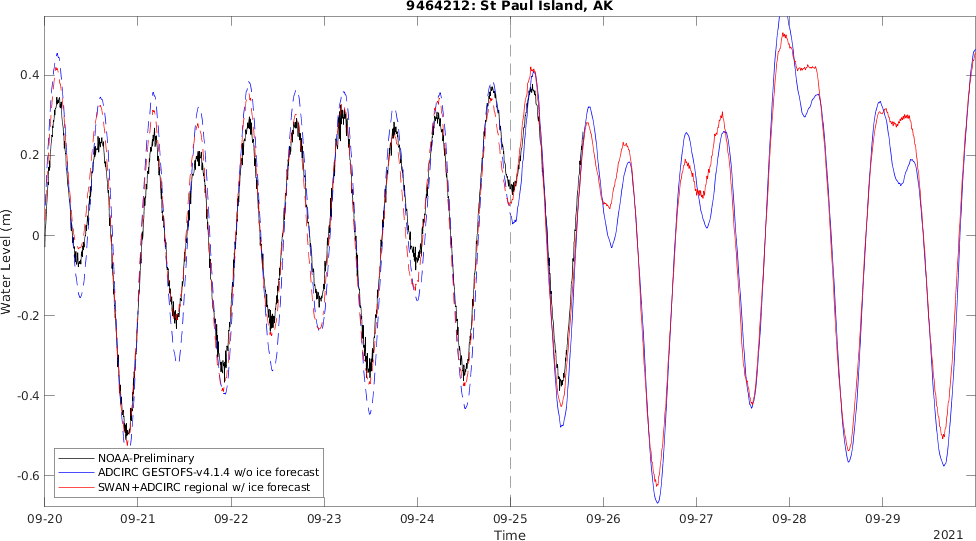 9464212: St Paul Island, AK
Water Level (m)
0.4
0.2
0
-0.2
-0.4
-0.6
NOAA-Preliminary
ADCIRC GESTOFS-v4.1.4 w/o ice forecast
SWAN+ADCIRC regional w/ ice forecast
09-20 09-21 09-22 09-23 09-24 09-25 09-26 09-27 09-28 09-29
Time
2021